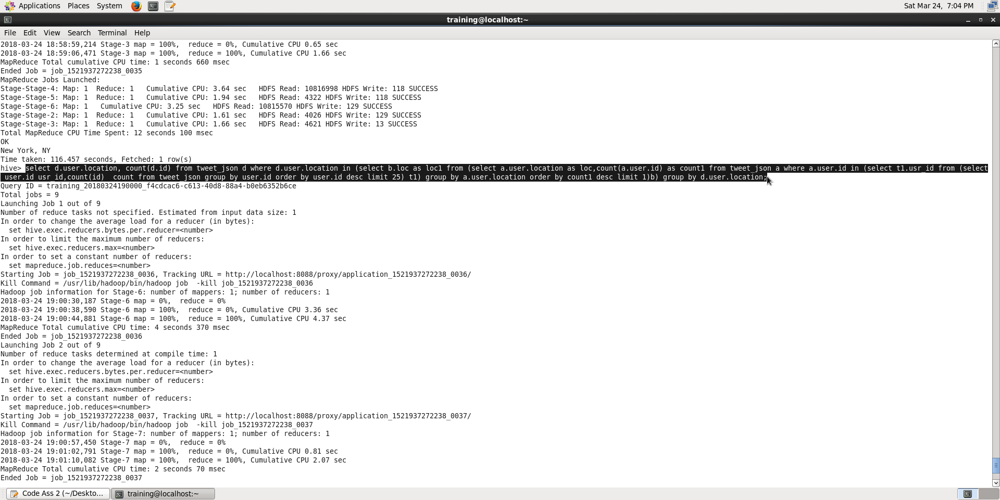 Applications Places System
Sat Mar 24, 7:04 PM
training@localhost:~
File Edit View Search Terminal Help
2018-03-24 18:58:59,214 Stage-3 map = 100%,  reduce = 0%, Cumulative CPU 0.65 sec
2018-03-24 18:59:06,471 Stage-3 map = 100%,  reduce = 100%, Cumulative CPU 1.66 sec
MapReduce Total cumulative CPU time: 1 seconds 660 msec
Ended Job = job_1521937272238_0035
MapReduce Jobs Launched:
Stage-Stage-4: Map: 1  Reduce: 1   Cumulative CPU: 3.64 sec   HDFS Read: 10816998 HDFS Write: 118 SUCCESS
Stage-Stage-5: Map: 1  Reduce: 1   Cumulative CPU: 1.94 sec   HDFS Read: 4322 HDFS Write: 118 SUCCESS
Stage-Stage-6: Map: 1   Cumulative CPU: 3.25 sec   HDFS Read: 10815570 HDFS Write: 129 SUCCESS
Stage-Stage-2: Map: 1  Reduce: 1   Cumulative CPU: 1.61 sec   HDFS Read: 4026 HDFS Write: 129 SUCCESS
Stage-Stage-3: Map: 1  Reduce: 1   Cumulative CPU: 1.66 sec   HDFS Read: 4621 HDFS Write: 13 SUCCESS
Total MapReduce CPU Time Spent: 12 seconds 100 msec
OK
New York, NY
Time taken: 116.457 seconds, Fetched: 1 row(s)
hive> select d.user.location, count(d.id) from tweet_json d where d.user.location in (select b.loc as loc1 from (select a.user.location as loc,count(a.user.id) as count1 from tweet_json a where a.user.id in (select t1.usr_id from (select
 user.id usr_id,count(id)  count from tweet_json group by user.id order by user.id desc limit 25) t1) group by a.user.location order by count1 desc limit 1)b) group by d.user.location;
Query ID = training_20180324190000_f4cdcac6-c613-40d8-88a4-b0eb6352b6ce
Total jobs = 9
Launching Job 1 out of 9
Number of reduce tasks not specified. Estimated from input data size: 1
In order to change the average load for a reducer (in bytes):
  set hive.exec.reducers.bytes.per.reducer=<number>
In order to limit the maximum number of reducers:
  set hive.exec.reducers.max=<number>
In order to set a constant number of reducers:
  set mapreduce.job.reduces=<number>
Starting Job = job_1521937272238_0036, Tracking URL = http://localhost:8088/proxy/application_1521937272238_0036/
Kill Command = /usr/lib/hadoop/bin/hadoop job  -kill job_1521937272238_0036
Hadoop job information for Stage-6: number of mappers: 1; number of reducers: 1
2018-03-24 19:00:30,187 Stage-6 map = 0%,  reduce = 0%
2018-03-24 19:00:38,590 Stage-6 map = 100%,  reduce = 0%, Cumulative CPU 3.36 sec
2018-03-24 19:00:44,881 Stage-6 map = 100%,  reduce = 100%, Cumulative CPU 4.37 sec
MapReduce Total cumulative CPU time: 4 seconds 370 msec
Ended Job = job_1521937272238_0036
Launching Job 2 out of 9
Number of reduce tasks determined at compile time: 1
In order to change the average load for a reducer (in bytes):
  set hive.exec.reducers.bytes.per.reducer=<number>
In order to limit the maximum number of reducers:
  set hive.exec.reducers.max=<number>
In order to set a constant number of reducers:
  set mapreduce.job.reduces=<number>
Starting Job = job_1521937272238_0037, Tracking URL = http://localhost:8088/proxy/application_1521937272238_0037/
Kill Command = /usr/lib/hadoop/bin/hadoop job  -kill job_1521937272238_0037
Hadoop job information for Stage-7: number of mappers: 1; number of reducers: 1
2018-03-24 19:00:57,450 Stage-7 map = 0%,  reduce = 0%
2018-03-24 19:01:02,791 Stage-7 map = 100%,  reduce = 0%, Cumulative CPU 0.81 sec
2018-03-24 19:01:10,082 Stage-7 map = 100%,  reduce = 100%, Cumulative CPU 2.07 sec
MapReduce Total cumulative CPU time: 2 seconds 70 msec
Ended Job = job_1521937272238_0037
Code Ass 2 (~/Deskto...
training@localhost:~